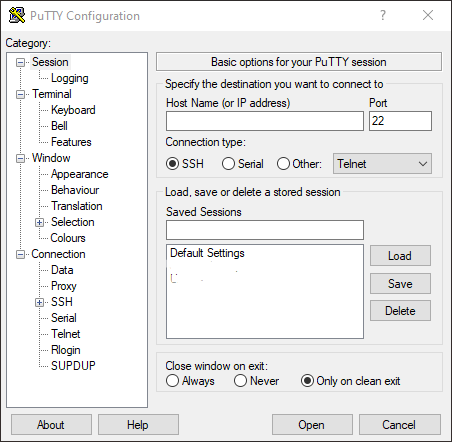 PuTTY Configuration
?
Category:
Session
Logging
Terminal
Keyboard
Bell
Features
Window
Appearance
Behaviour
Translation
Selection
Colours
Connection
Data
Proxy
SSH
Serial
Telnet
Rlogin
SUPDUP
Basic options for your PuTTY session
Specify the destination you want to connect to
Host Name (or IP address) Port
22
Connection type:
SSH Serial Other: Telnet
Load, save or delete a stored session
Saved Sessions
Default Settings
Load
Save
Delete
Close window on exit:
Always Never Only on clean exit
About Help Open Cancel